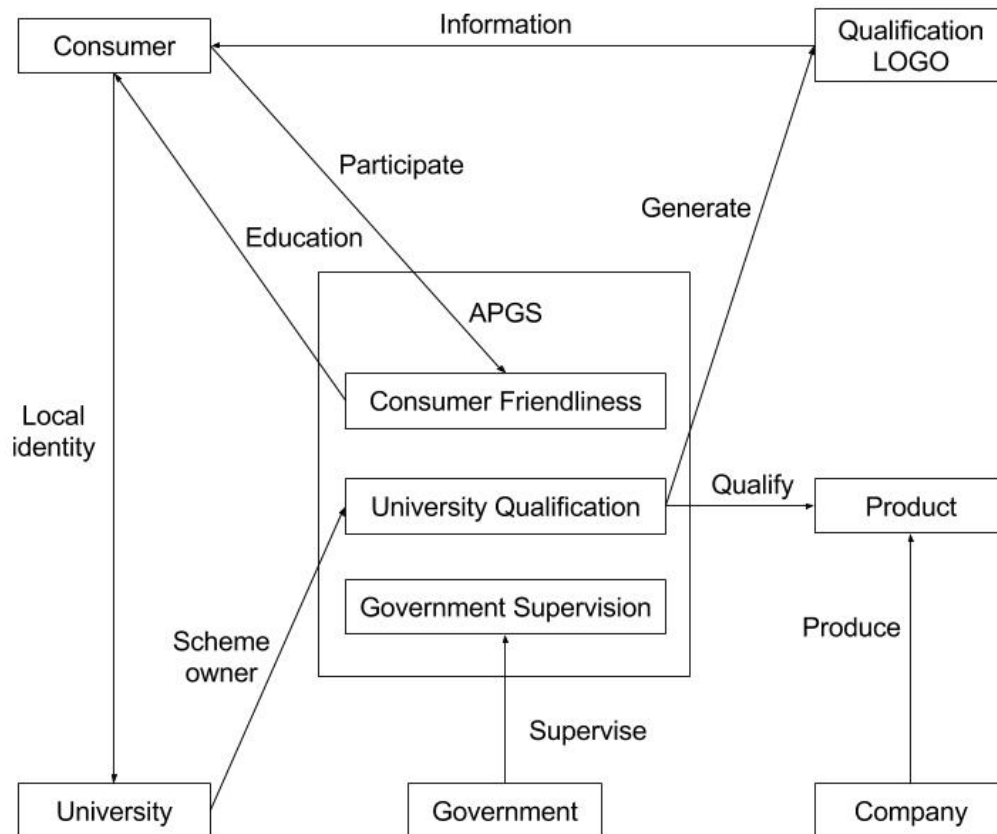 Consumer
Information
Qualification
LOGO
Participate
Generate
Education
APGS
Consumer Friendliness
Local
identity
University Qualification
Qualify
Product
Government Supervision
Scheme
owner
Produce
Supervise
University
Government
Company